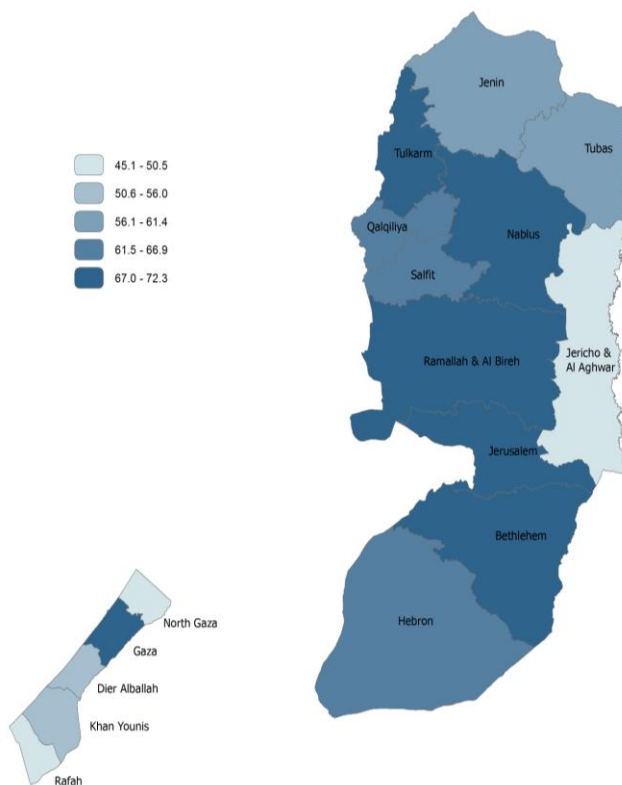 Jenin
Tubas
Tulkarm
45.1 - 50.5
50.6 - 56.0
56.1 - 61.4
61.5 - 66.9
67.0 - 72.3
Qalqiliya
Nablus
Salfit
Ramallah & Al Bireh
Jericho &
Al Aghwar
Jerusalem
Bethlehem
Hebron
North Gaza
Gaza
Dier Alballah
Khan Younis
Rafah